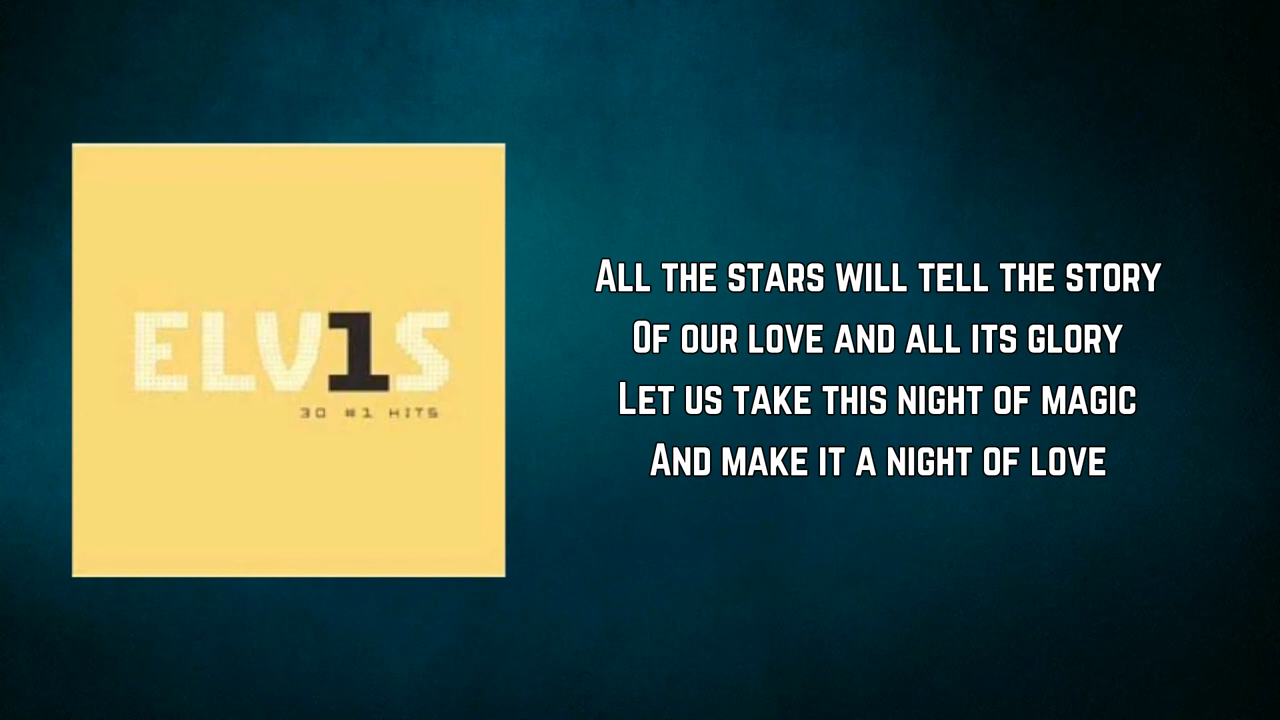 ELV1S
30 #1 HITS
All the stars will tell the story
Of our love and all its glory
Let us take this night of magic
And make it a night of love